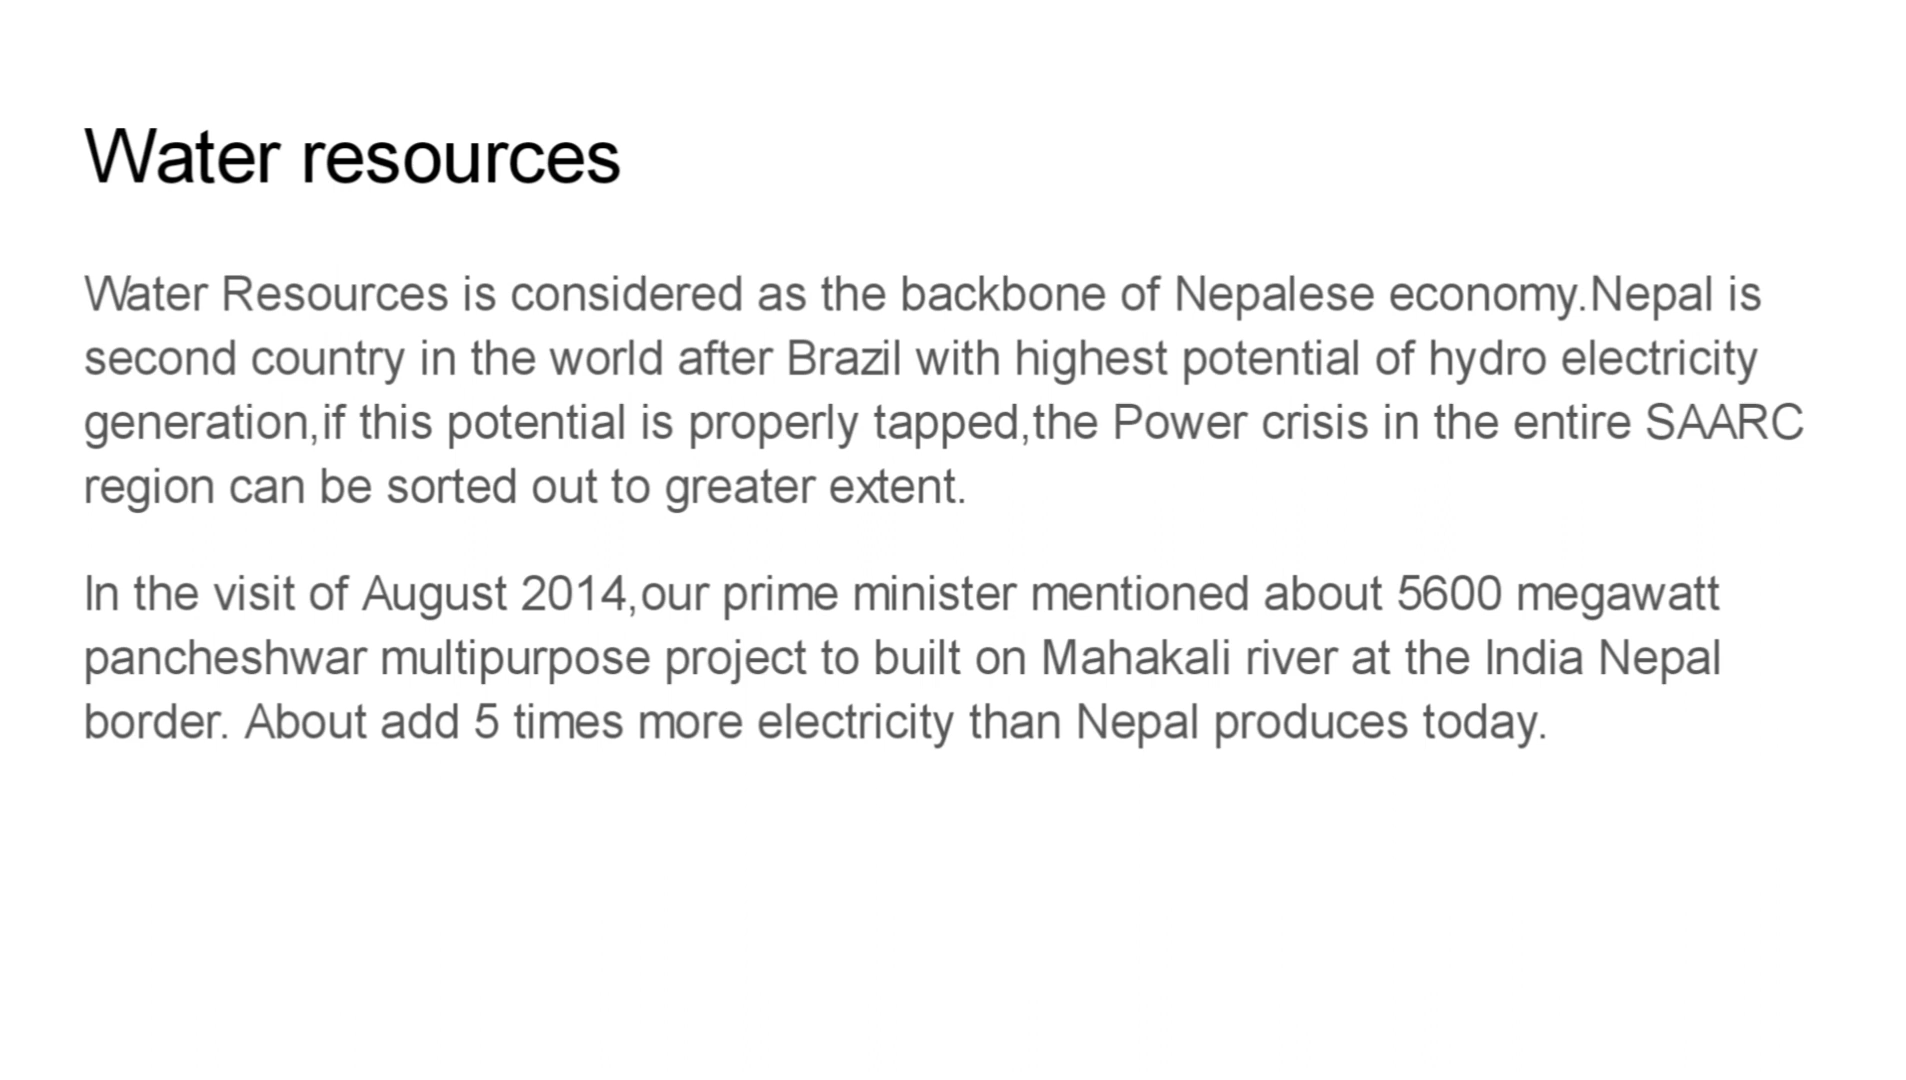 Water resources
Water Resources is considered as the backbone of Nepalese economy.Nepal is
second country in the world after Brazil with highest potential of hydro electricity
generation,if this potential is properly tapped,the Power crisis in the entire SAARC
region can be sorted out to greater extent.
In the visit of August 2014,our prime minister mentioned about 5600 megawatt
pancheshwar multipurpose project to built on Mahakali river at the India Nepal
border. About add 5 times more electricity than Nepal produces today.